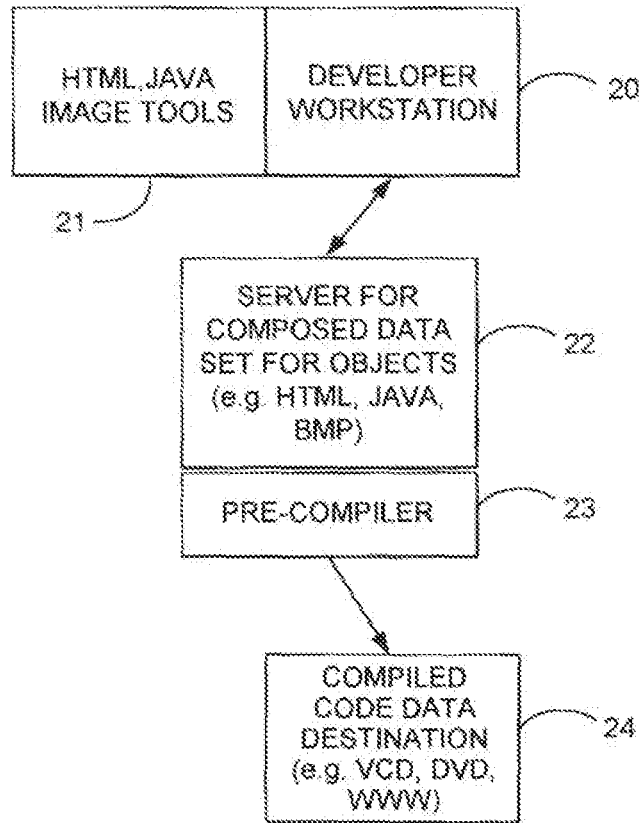 HTML,JAVA
IMAGE TOOLS
DEVELOPER
WORKSTATION
20
21
SERVER FOR
COMPOSED DATA
SET FOR OBJECTS
(e.g. HTML, JAVA,
BMP)
22
PRE-COMPILER
23
COMPILED
CODE DATA
DESTINATION
(e.g. VCD, DVD,
WWW)
24